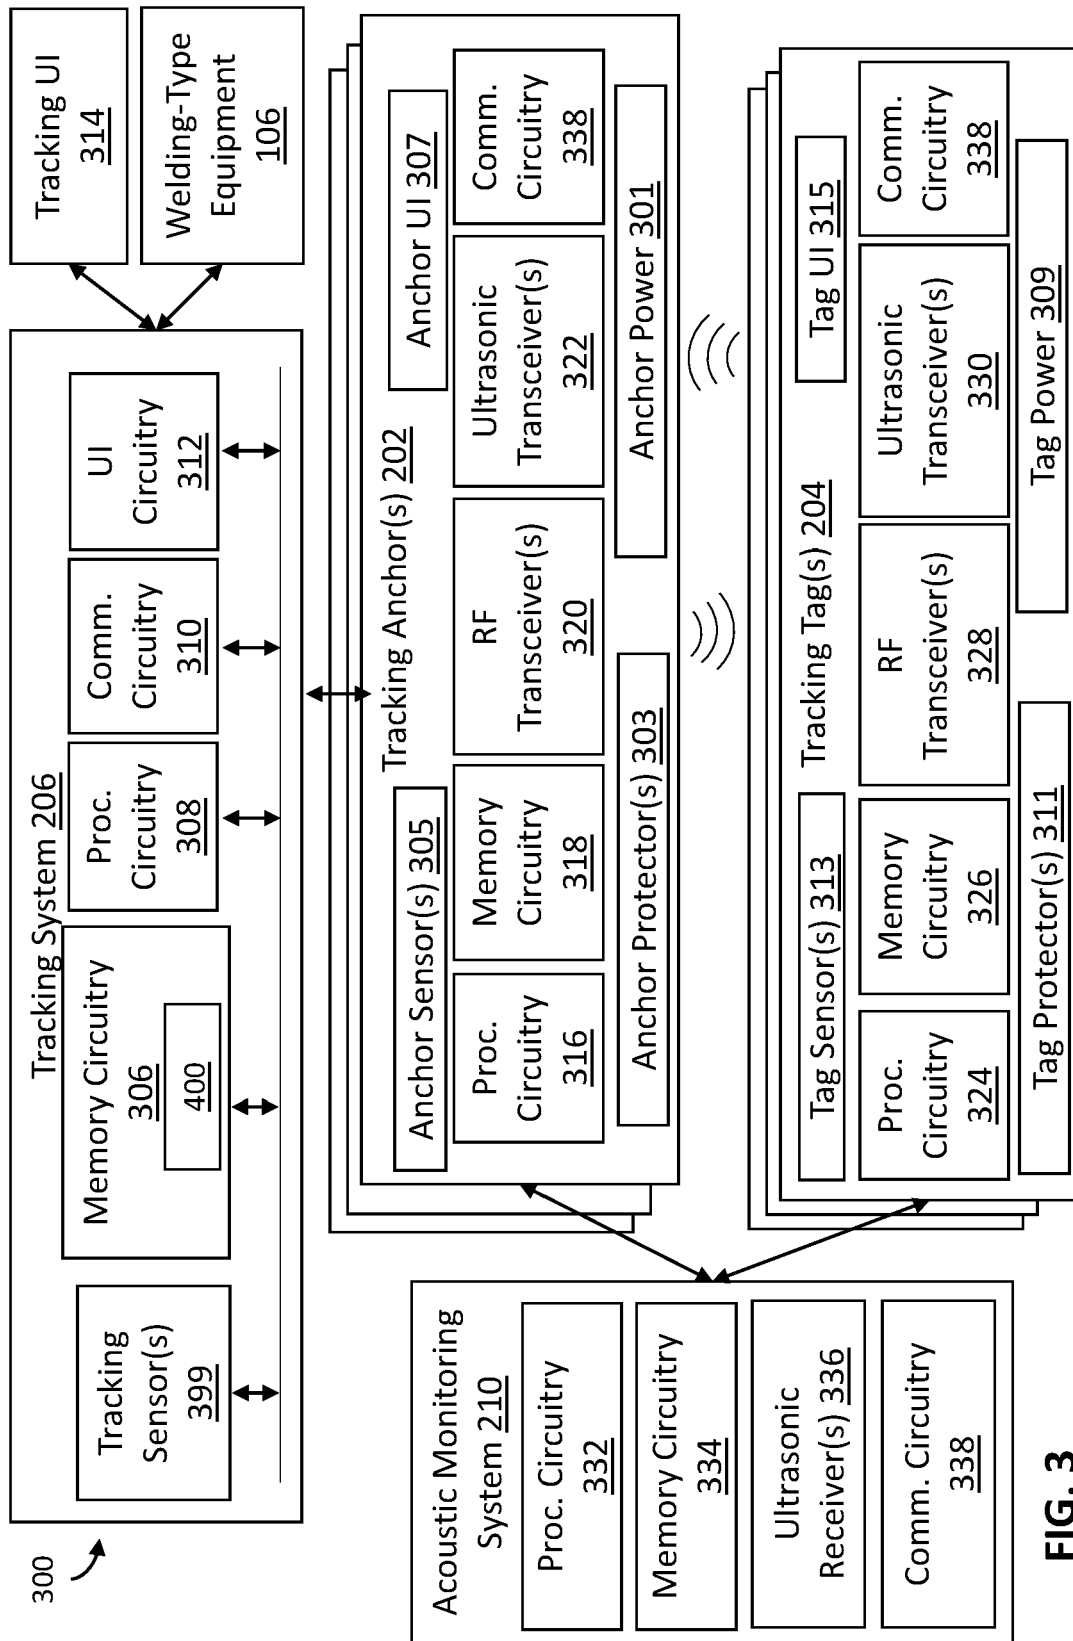 300
Tracking System 206
Tracking
Sensor(s)
399
Memory Circuitry
306
400
Proc.
Circuitry
308
Comm.
Circuitry
310
UI
Circuitry
312
Tracking UI
314
Welding-Type
Equipment
106
Tracking Anchor(s) 202
Anchor Sensor(s) 305
Anchor UI 307
Proc.
Circuitry
316
Memory
Circuitry
318
RF
Transceiver(s)
320
Ultrasonic
Transceiver(s)
322
Comm.
Circuitry
338
Anchor Protector(s) 303
Anchor Power 301
Acoustic Monitoring
System 210
Proc. Circuitry
332
Memory Circuitry
334
Ultrasonic
Receiver(s) 336
Comm. Circuitry
338
Tracking Tag(s) 204
Tag Sensor(s) 313
Tag UI 315
Proc.
Circuitry
324
Memory
Circuitry
326
RF
Transceiver(s)
328
Ultrasonic
Transceiver(s)
330
Comm.
Circuitry
338
Tag Protector(s) 311
Tag Power 309
FIG. 3